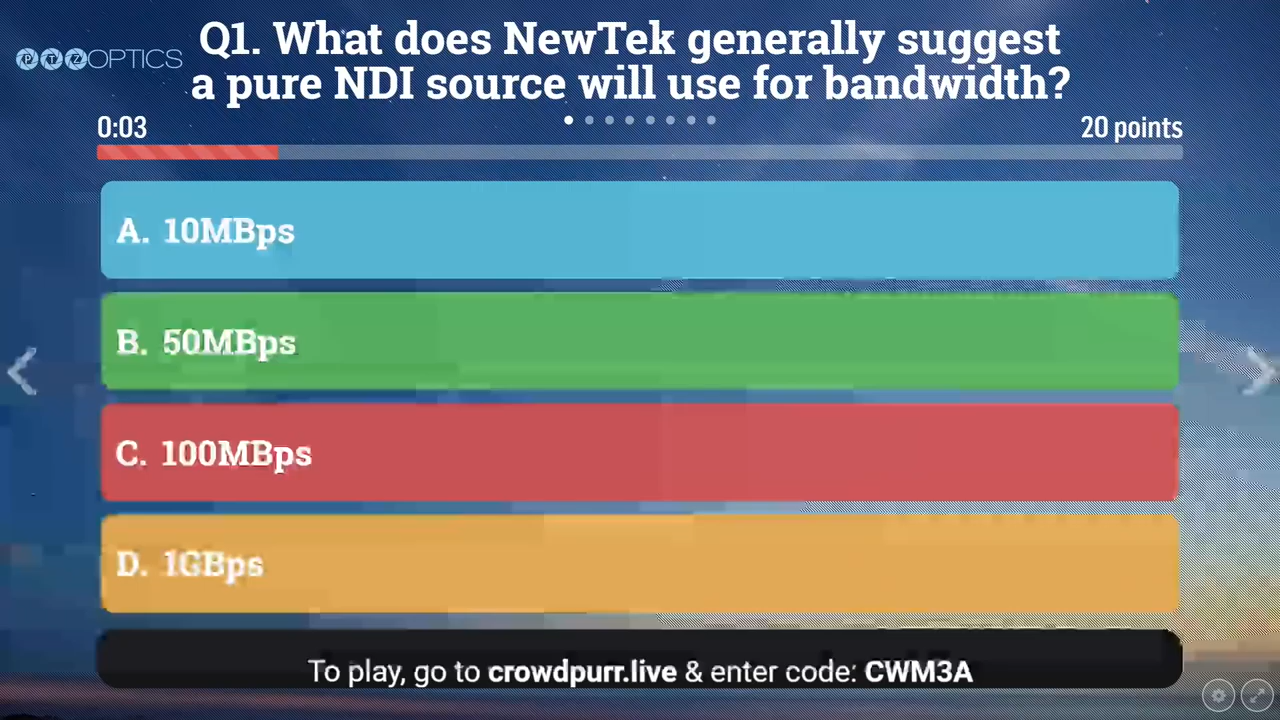 Q1. What does NewTek generally suggest
PTZOPTICS
a pure NDI source will use for bandwidth?
0:03
20 points
A. 10MBps
B. 50MBps
C. 100MBps
D. 1GBps
To play, go to crowdpurr.live & enter code: CWM3A